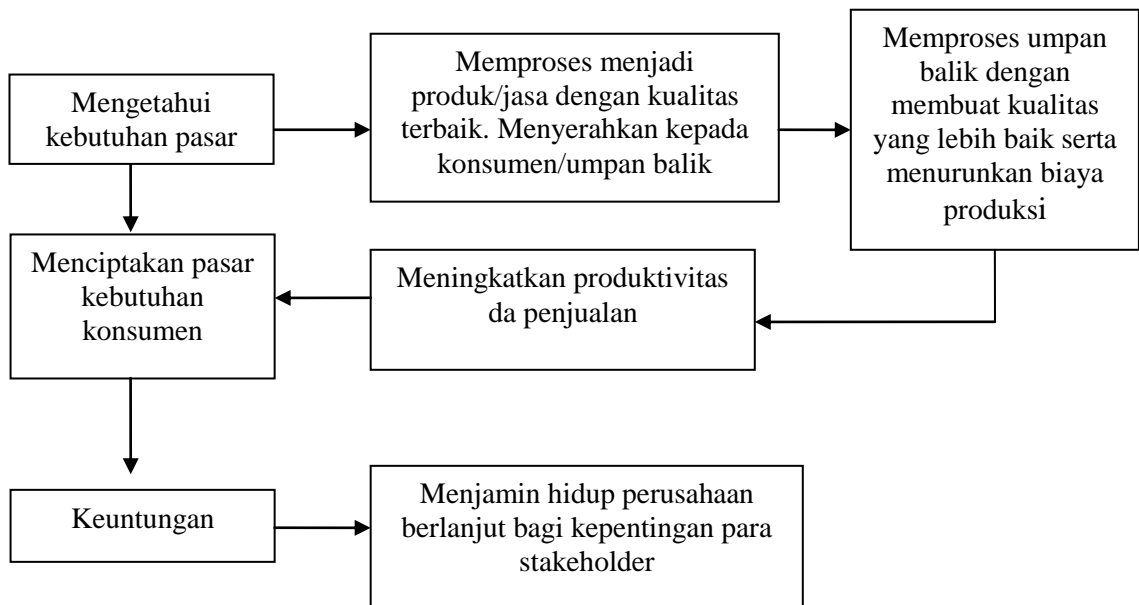 Mengetahui
kebutuhan pasar
Memproses menjadi
produk/jasa dengan kualitas
terbaik. Menyerahkan kepada
konsumen/umpan balik
Memproses umpan
balik dengan
membuat kualitas
yang lebih baik serta
menurunkan biaya
produksi
Menciptakan pasar
kebutuhan
konsumen
Meningkatkan produktivitas
da penjualan
Keuntungan
Menjamin hidup perusahaan
berlanjut bagi kepentingan para
stakeholder